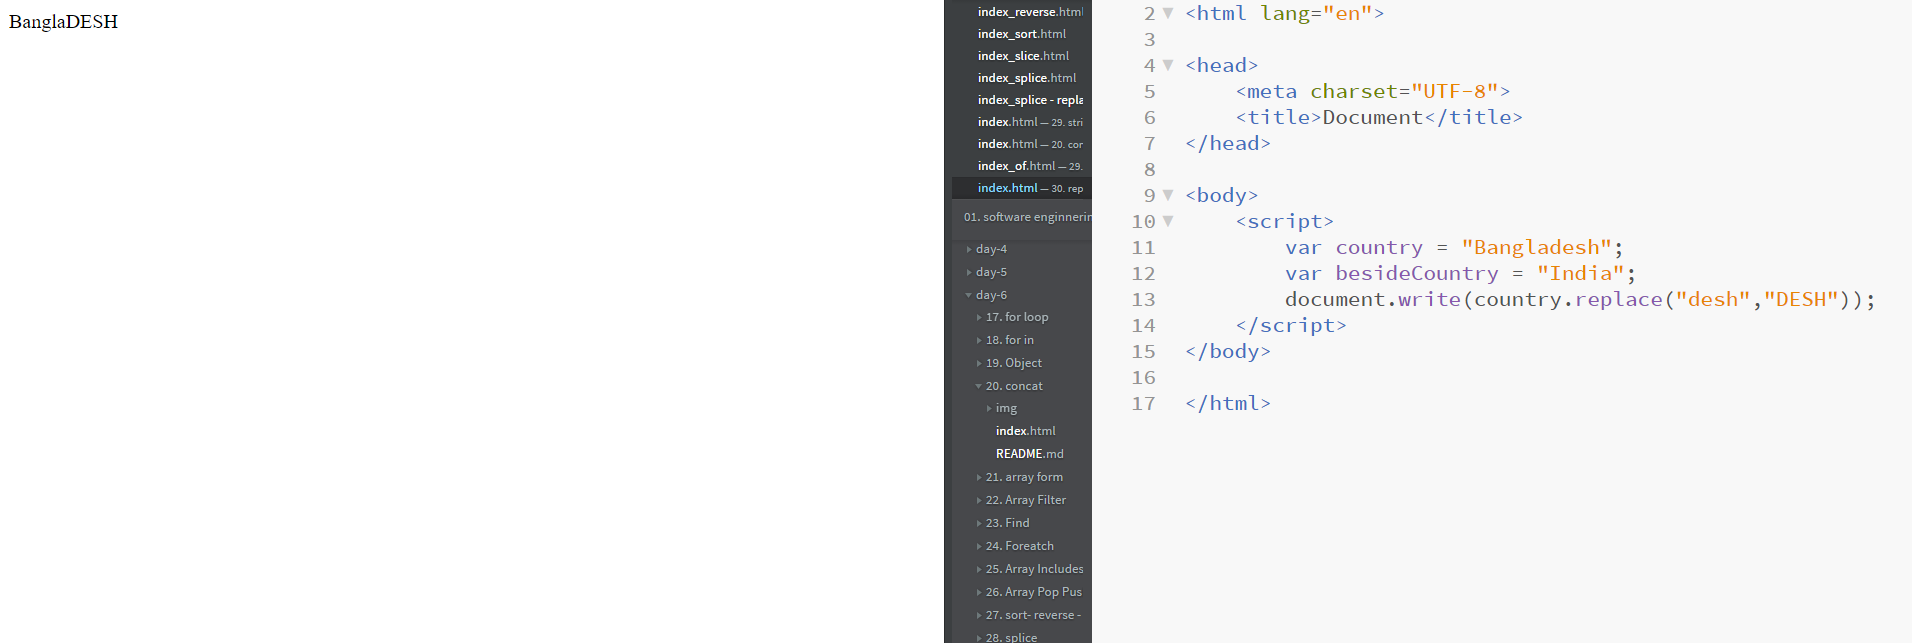 BanglaDESH
index_reverse.html
index_sort.html
index_slice.html
index_splice.html
index_splice - repla
index.html — 29. stri
index.html — 20. cor
index_of.html — 29.
index.html — 30. rep
01. software enginnerin
day-4
day-5
day-6
17. for loop
18. for in
19. Object
20. concat
img
index.html
README.md
21. array form
22. Array Filter
23. Find
24. Foreatch
25. Array Includes
26. Array Pop Pus
27. sort- reverse -
28. splice
2 <html lang="en">
3
4 <head>
5 <meta charset="UTF-8">
6 <title>Document</title>
7 </head>
8
9 <body>
10 <script>
11 var country = "Bangladesh";
12 var besideCountry = "India";
13 document.write(country.replace("desh","DESH"));
14 </script>
15 </body>
16
17 </html>